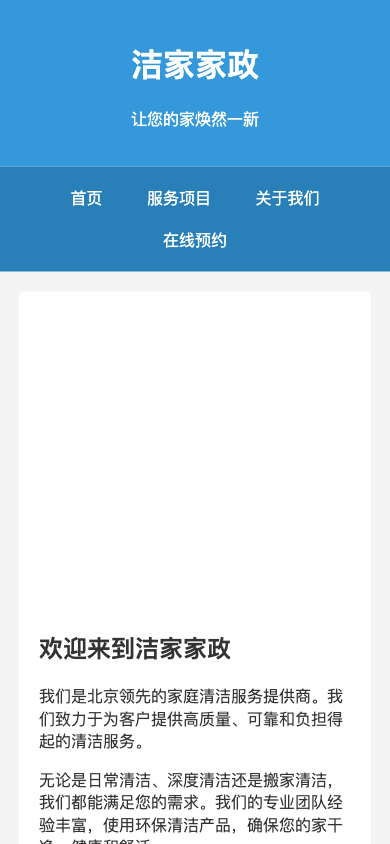 洁家家政
让您的家焕然一新
首页 服务项目 关于我们
在线预约
欢迎来到洁家家政
我们是北京领先的家庭清洁服务提供商。我
们致力于为客户提供高质量、可靠和负担得
起的清洁服务。
无论是日常清洁、深度清洁还是搬家清洁，
我们都能满足您的需求。我们的专业团队经
验丰富，使用环保清洁产品，确保您的家干